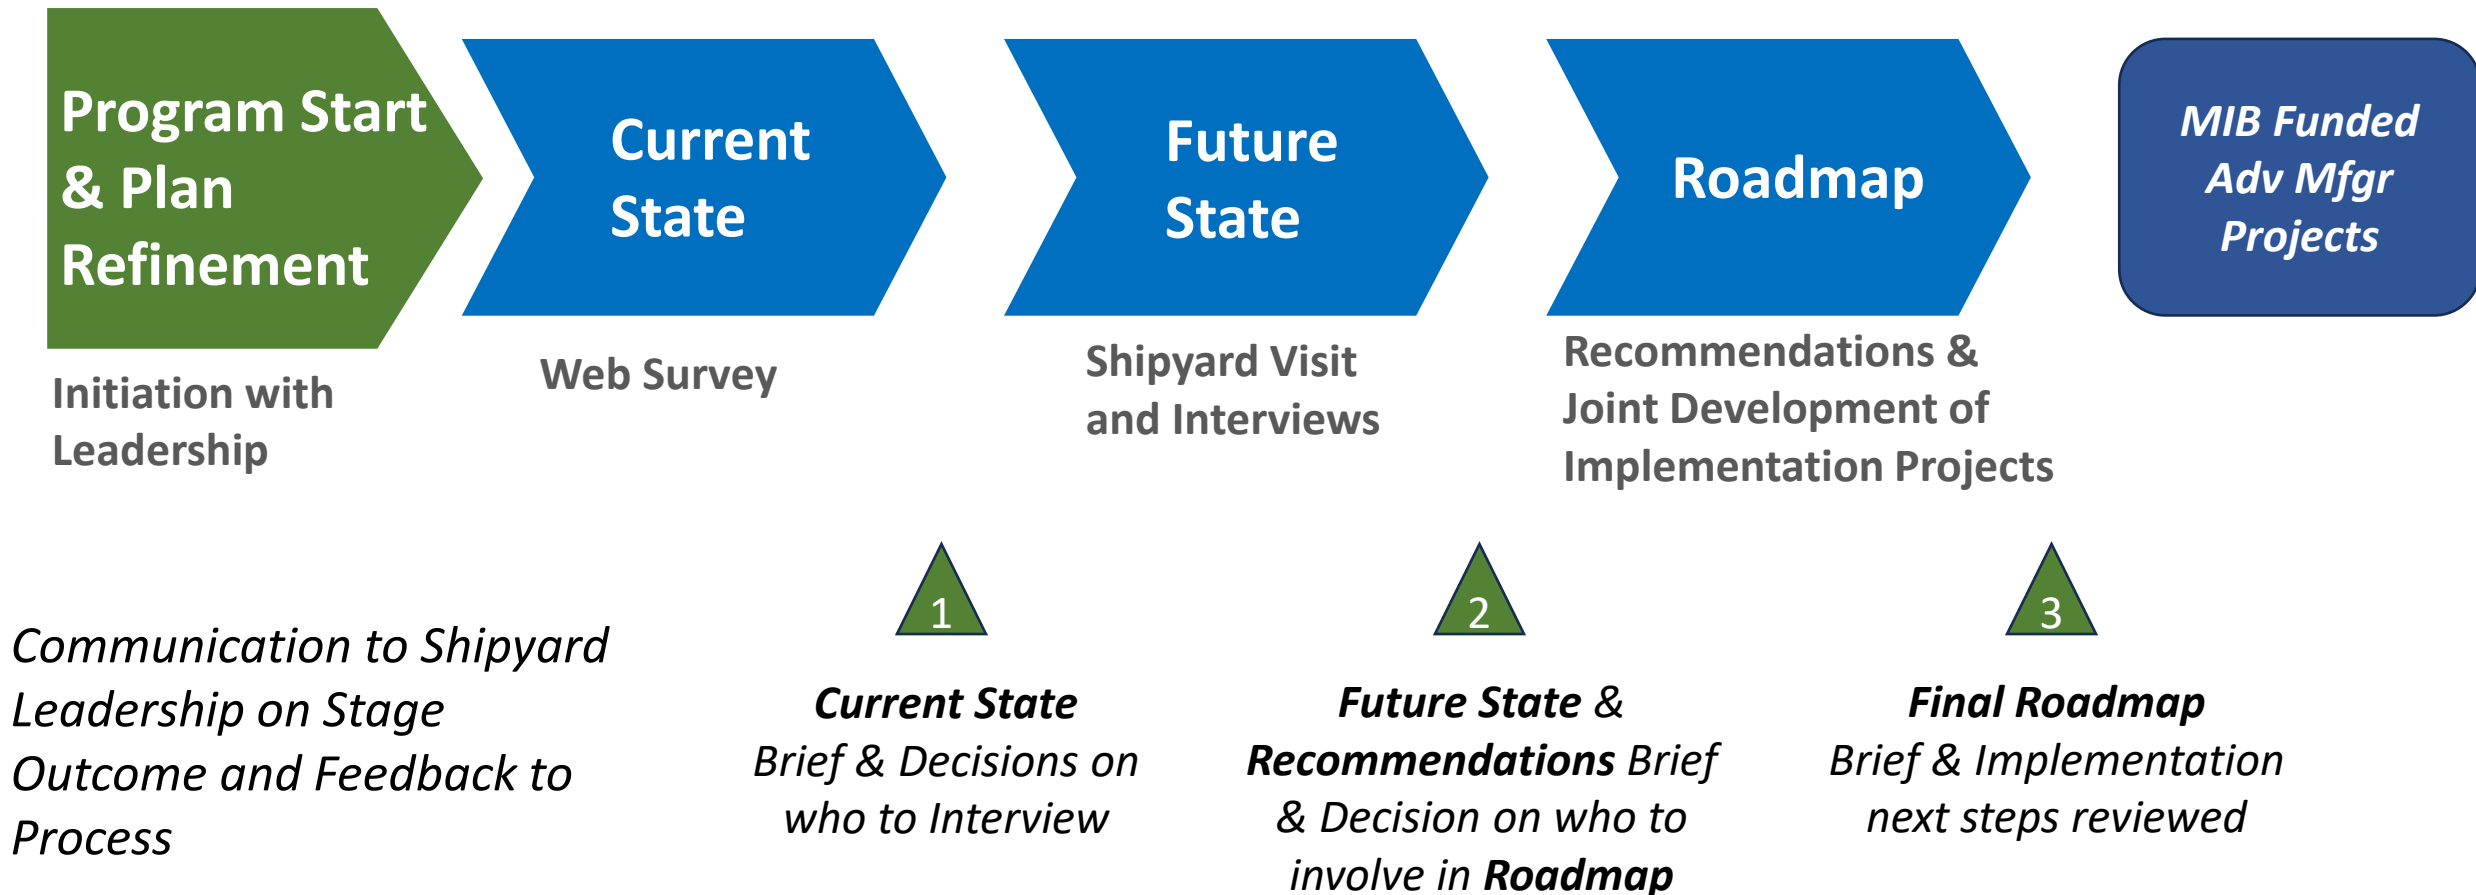 Program Start
& Plan
Refinement
Current
State
Future
State
Roadmap
MIB Funded
Adv Mfgr
Projects
Initiation with
Leadership
Web Survey
Shipyard Visit
and Interviews
Recommendations &
Joint Development of
Implementation Projects
Communication to Shipyard
Leadership on Stage
Outcome and Feedback to
Process
1
Current State
Brief & Decisions on
who to Interview
2
Future State &
Recommendations Brief
& Decision on who to
involve in Roadmap
3
Final Roadmap
Brief & Implementation
next steps reviewed